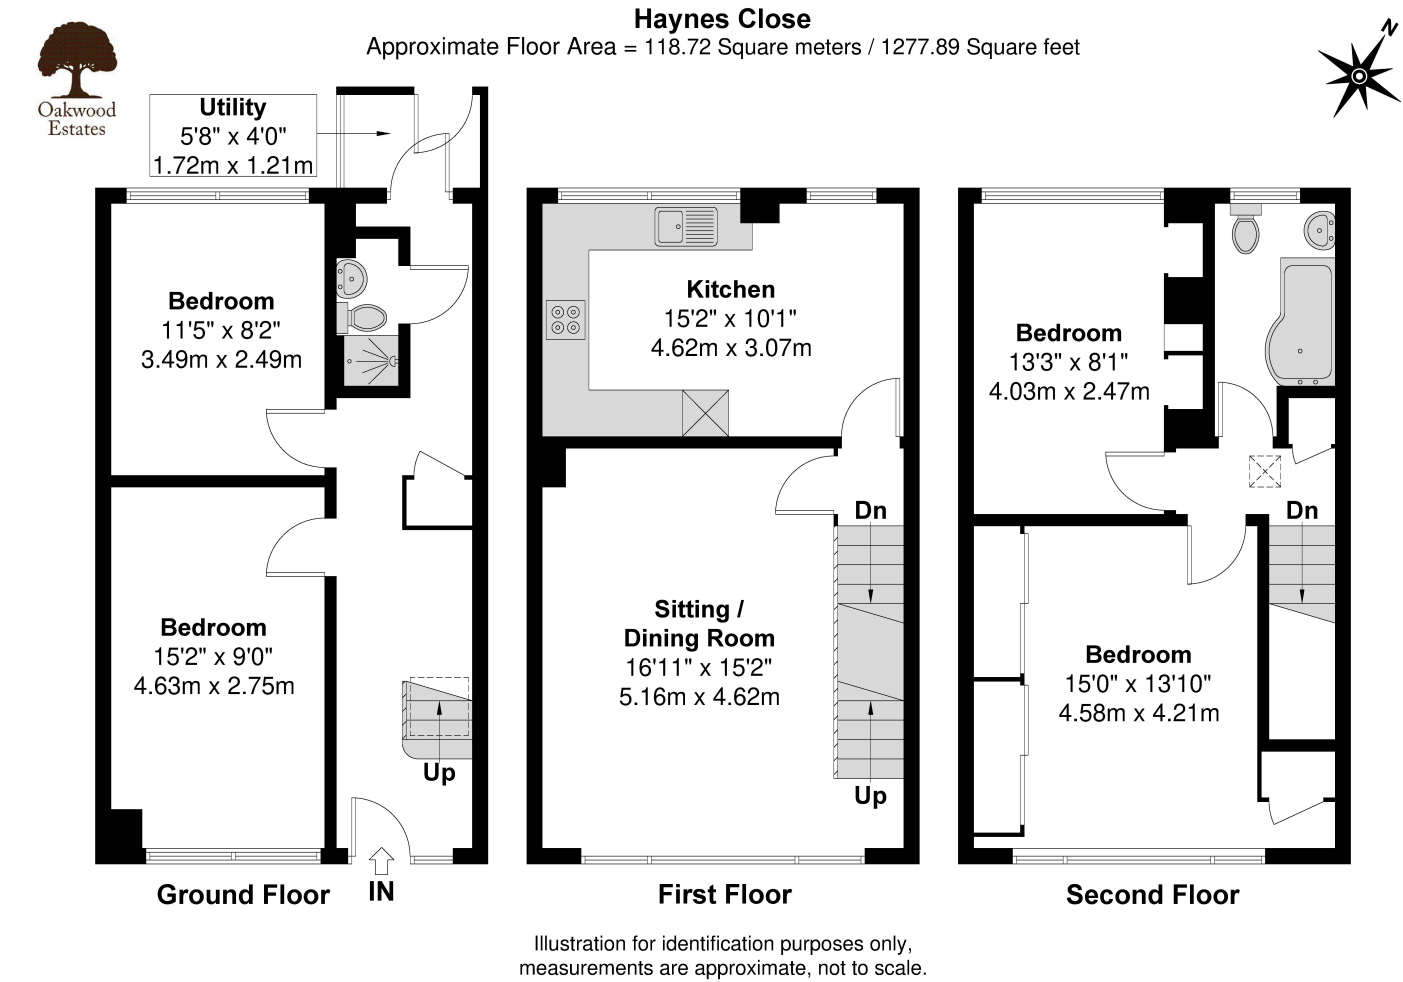 Haynes Close
Approximate Floor Area = 118.72 Square meters / 1277.89 Square feet
N
Oakwood
Estates
Utility
5'8" x 4'0"
1.72m x 1.21m
Bedroom
11'5" x 8'2"
3.49m x 2.49m
Bedroom
15'2" x 9'0"
4.63m x 2.75m
Up
IN
Ground Floor
Kitchen
15'2" x 10'1"
4.62m x 3.07m
Dn
Sitting /
Dining Room
16'11" x 15'2"
5.16m x 4.62m
Up
First Floor
Bedroom
13'3" x 8'1"
4.03m x 2.47m
Dn
Bedroom
15'0" x 13'10"
4.58m x 4.21m
Second Floor
Illustration for identification purposes only,
measurements are approximate, not to scale.